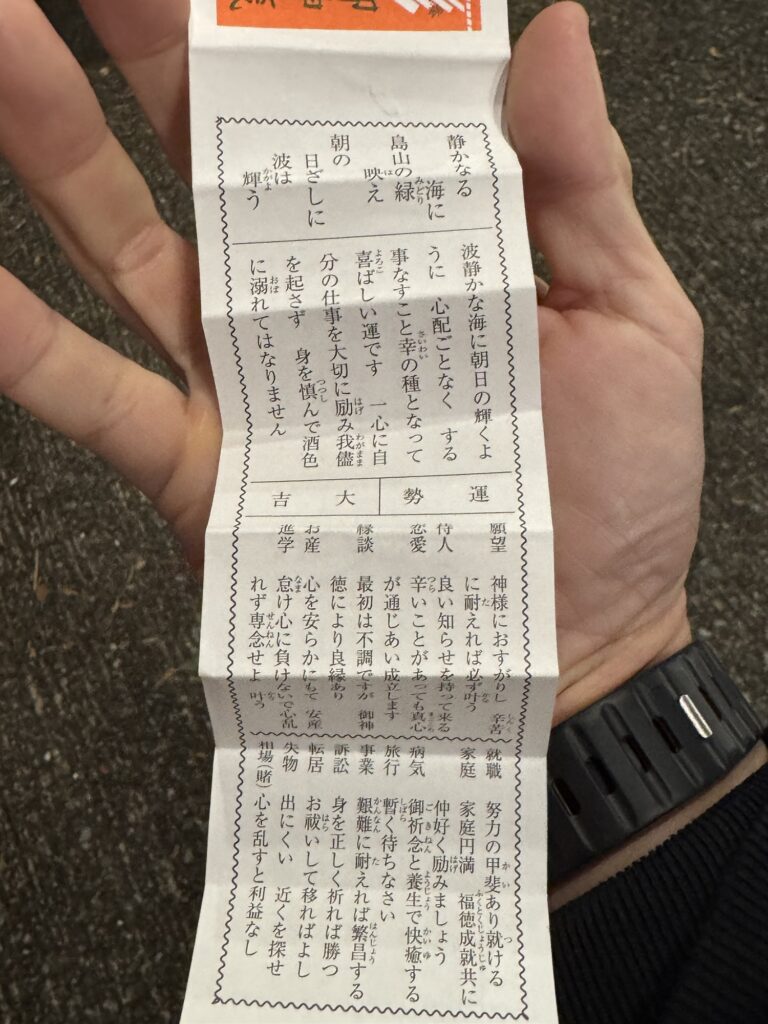 静かなる
海に
島山の緑
映え
朝の
日ざしに
波は
輝う
波静かな海に朝日の輝くよ
うに 心配ごとなく する
事なすこと幸の種となって
喜ばしい運です 一心に自
分の仕事を大切に励み我儘
を起さず 身を慎んで酒色
に溺れてはなりません
運勢
大吉
願望 神様におすがりし 辛苦
に耐えれば必ず叶う
待人 良い知らせを持って来る
恋愛 辛いことがあっても真心
が通じあい成立します
縁談 最初は不調ですが 御神
徳により良縁あり
お産 心を安らかにもて 安産
進学 怠け心に負けないで心乱
れず専念せよ 叶う
就職 努力の甲斐あり就ける
家庭 家庭円満 福徳成就共に
仲好く励みましょう
病気 御祈念と養生で快癒する
旅行 暫く待ちなさい
事業 艱難に耐えれば繁昌する
訴訟 身を正しく祈れば勝つ
転居 お祓いして移ればよし
失物 出にくい 近くを探せ
相場(賭) 心を乱すと利益なし